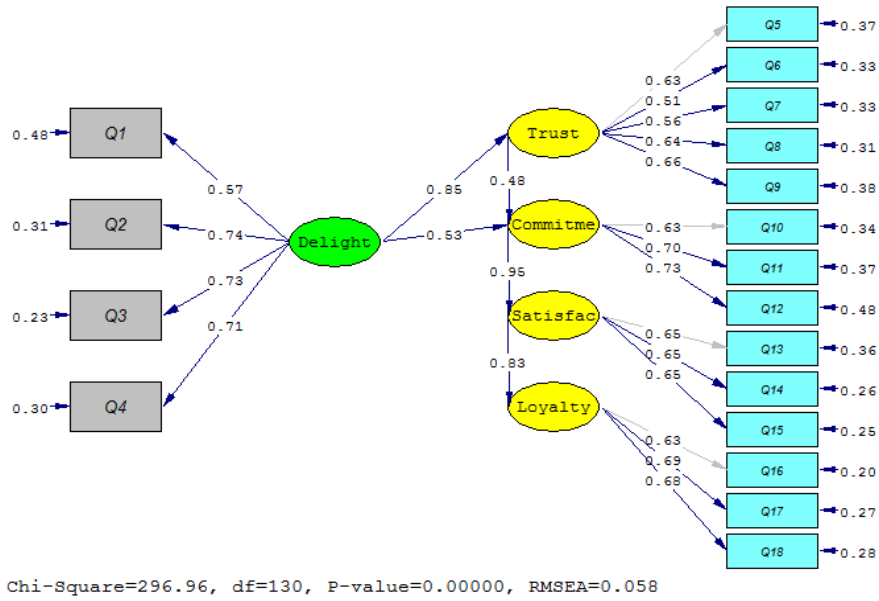 Q5
0.37
Q6
0.33
0.63
0.51
Q7
0.33
0.56
0.48
Q1
Trust
0.64
Q8
0.31
0.66
Q9
0.38
0.57
0.85
0.48
0.31
Q2
0.74
Delight
0.53
Commitme
0.63
Q10
0.34
0.70
0.73
Q11
0.37
0.73
0.95
Q12
0.48
0.23
Q3
Satisfac
0.65
Q13
0.36
0.71
0.65
0.65
0.83
Q14
0.26
0.30
Q4
Loyalty
Q15
0.25
0.63
0.69
0.68
Q16
0.20
Q17
0.27
Q18
0.28
Chi-Square=296.96, df=130, P-value=0.00000, RMSEA=0.058